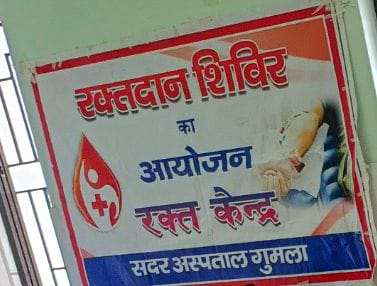 रक्तदान शिविर
का
आयोजन
रक्त केन्द्र
सदर अस्पताल गुमला